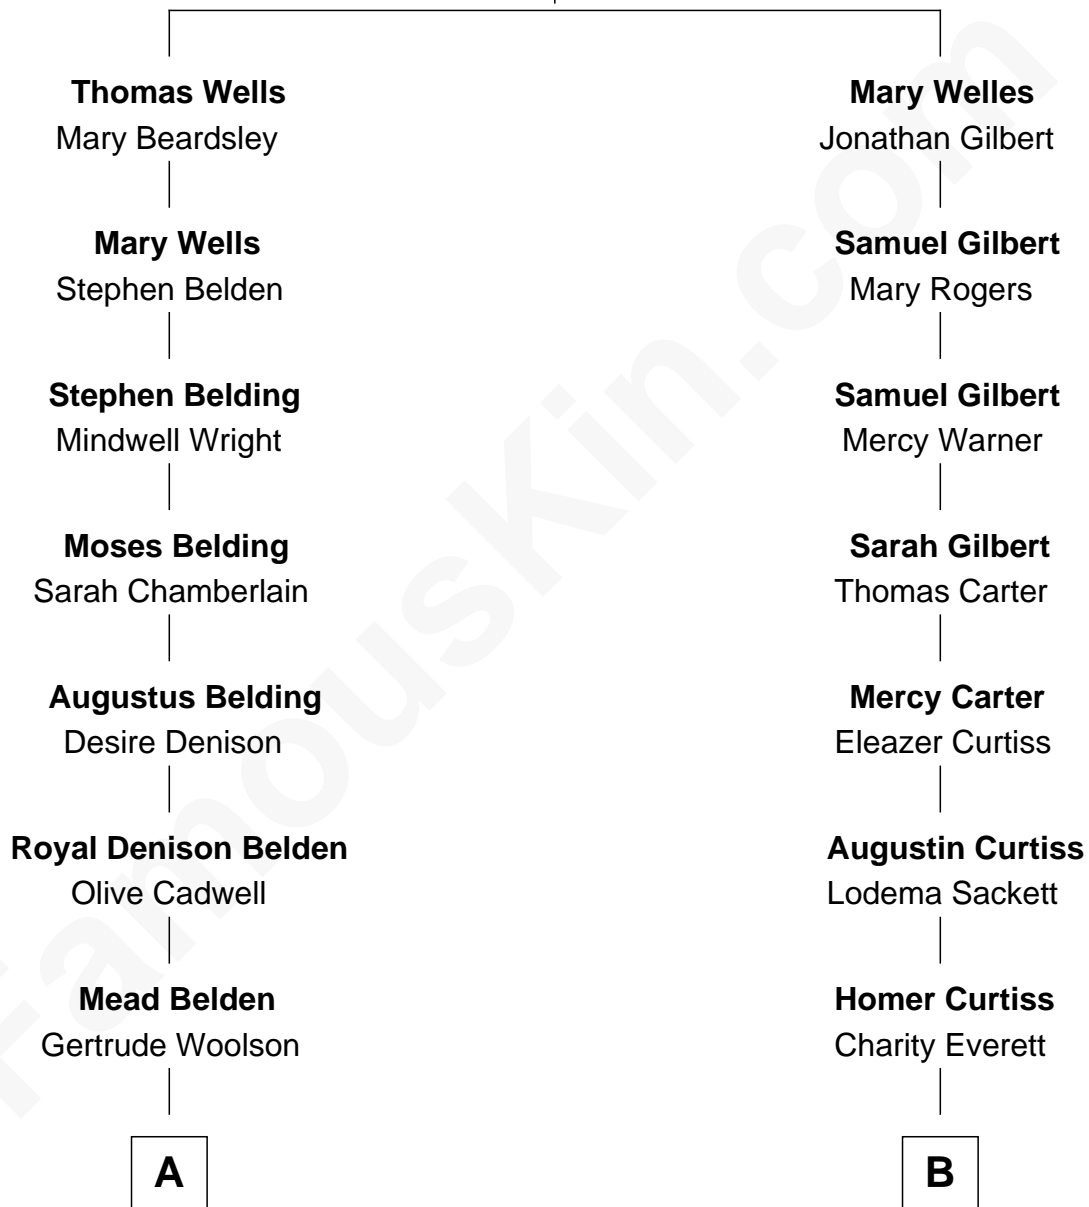 Thomas Wells
Mary Beardsley
Mary Wells
Stephen Belden
Stephen Belding
Mindwell Wright
Moses Belding
Sarah Chamberlain
Augustus Belding
Desire Denison
Royal Denison Belden
Olive Cadwell
Mead Belden
Gertrude Woolson
A
Mary Welles
Jonathan Gilbert
Samuel Gilbert
Mary Rogers
Samuel Gilbert
Mercy Warner
Sarah Gilbert
Thomas Carter
Mercy Carter
Eleazer Curtiss
Augustin Curtiss
Lodema Sackett
Homer Curtiss
Charity Everett
B
FamousKin.com